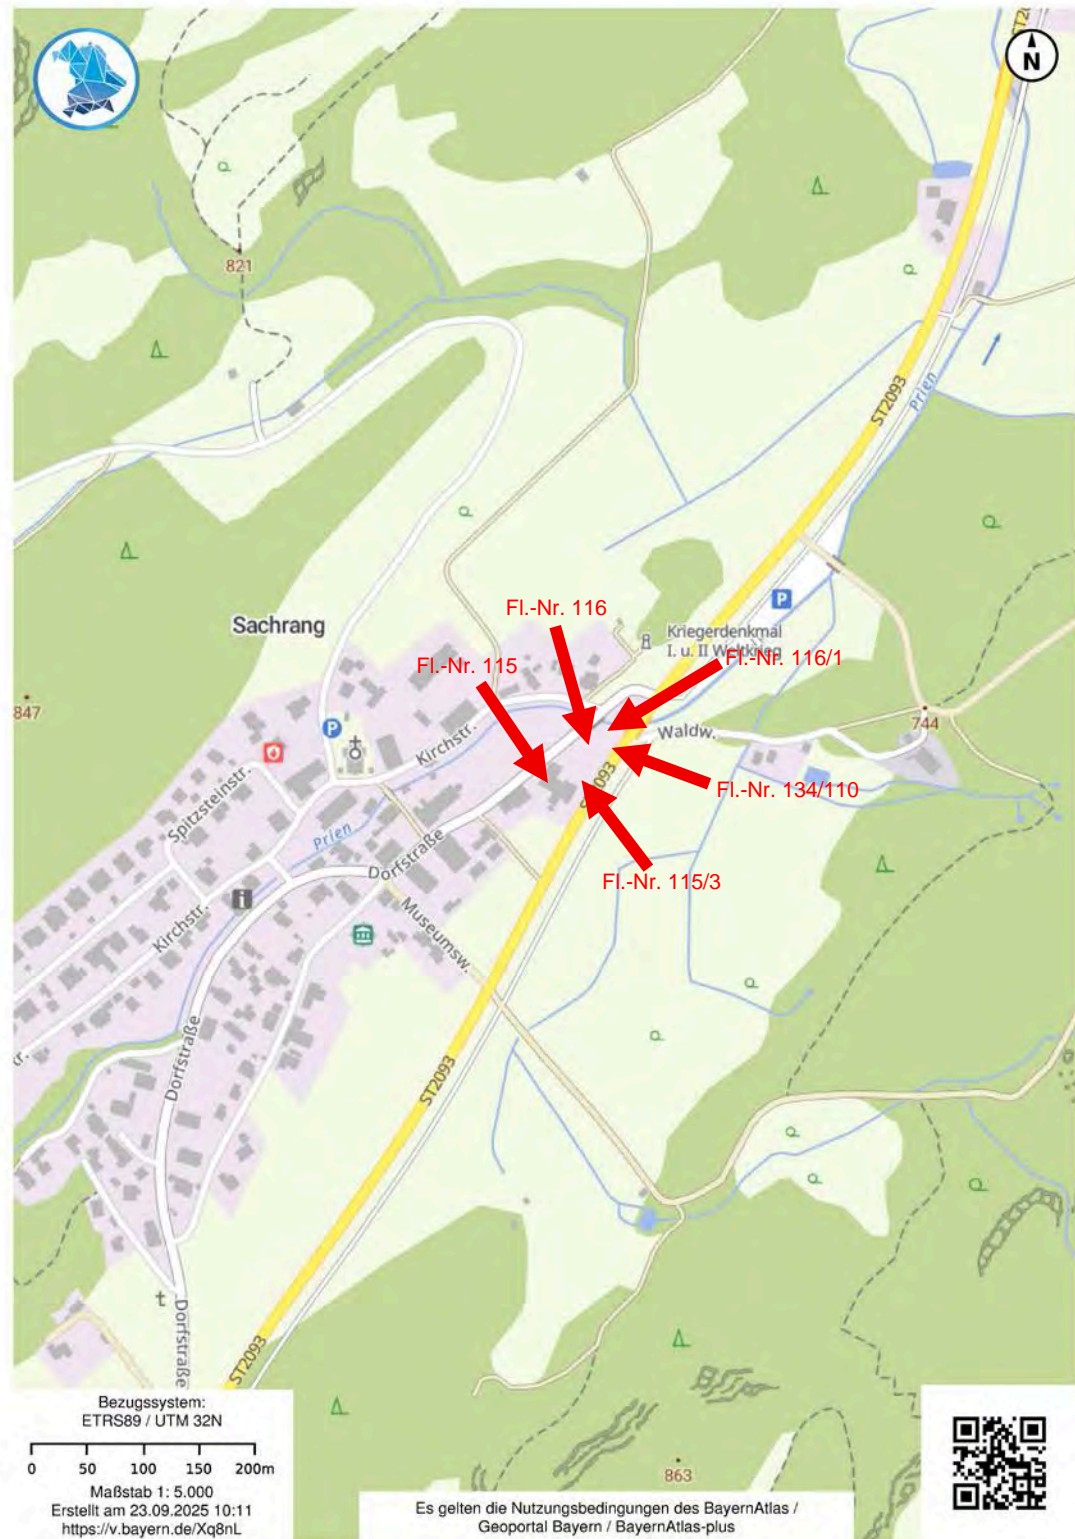 ST2
N
821
ST2093
Prien
Fl.-Nr. 116
Sachrang
Kriegerdenkmal
I. u. II Weltkrieg
Fl.-Nr. 116/1
Fl.-Nr. 115
847
P
P
744
Waldw.
Kirchstr.
ST2093
Fl.-Nr. 134/110
Spitzsteinstr.
Prien
Dorfstraße
Fl.-Nr. 115/3
i
Kirchstr.
Museumsw.
Dorfstraße
ST2093
Dorfstraße
ST2093
Bezugssystem:
ETRS89 / UTM 32N
0 50 100 150 200m
Maßstab 1: 5.000
Erstellt am 23.09.2025 10:11
https://v.bayern.de/Xq8nL
863
Es gelten die Nutzungsbedingungen des BayernAtlas /
Geoportal Bayern / BayernAtlas-plus